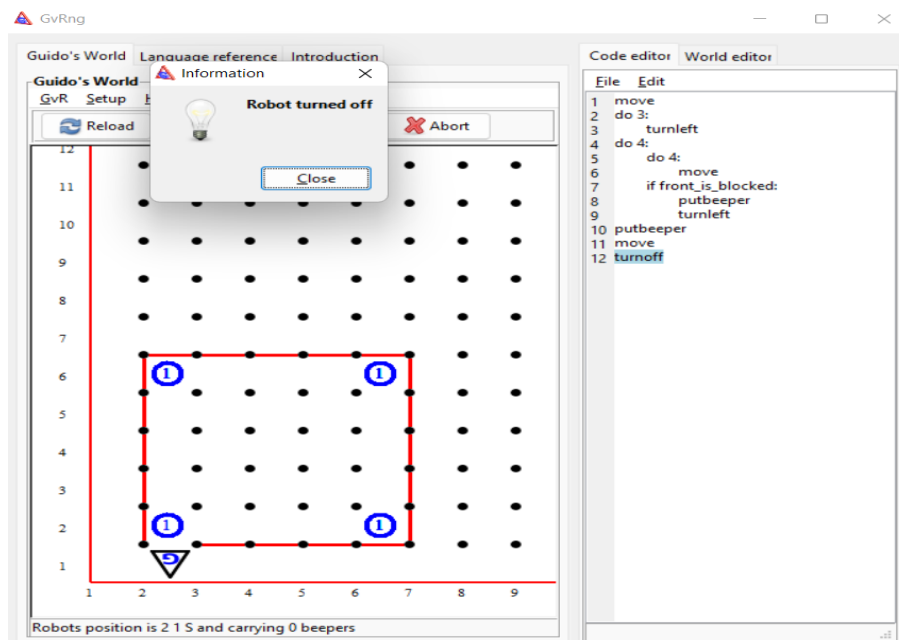 GvRng
Guido's World Language reference Introduction
Code editor World editor
Information
Robot turned off
Close
Guido's World
GvR Setup
Reload
Abort
File Edit
1 move
2 do 3:
3 turnleft
4 do 4:
5 do 4:
6 move
7 if front_is_blocked:
8 putbeeper
9 turnleft
10 putbeeper
11 move
12 turnoff
12
11
10
9
8
7
6
5
4
3
2
1
1 1
1 1
G
1 2 3 4 5 6 7 8 9
Robots position is 2 1 S and carrying 0 beepers